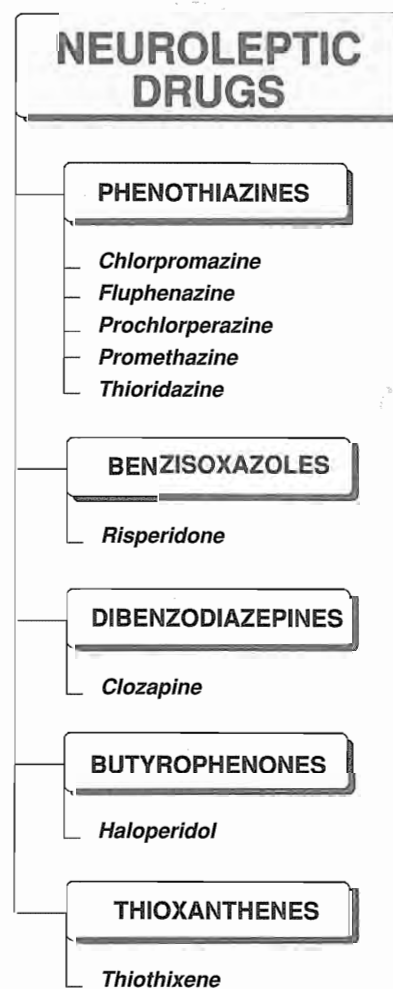 NEUROLEPTIC
DRUGS
PHENOTHIAZINES
Chlorpromazine
Fluphenazine
Prochlorperazine
Promethazine
Thioridazine
BENZISOXAZOLES
Risperidone
DIBENZODIAZEPINES
Clozapine
BUTYROPHENONES
Haloperidol
THIOXANTHENES
Thiothixene